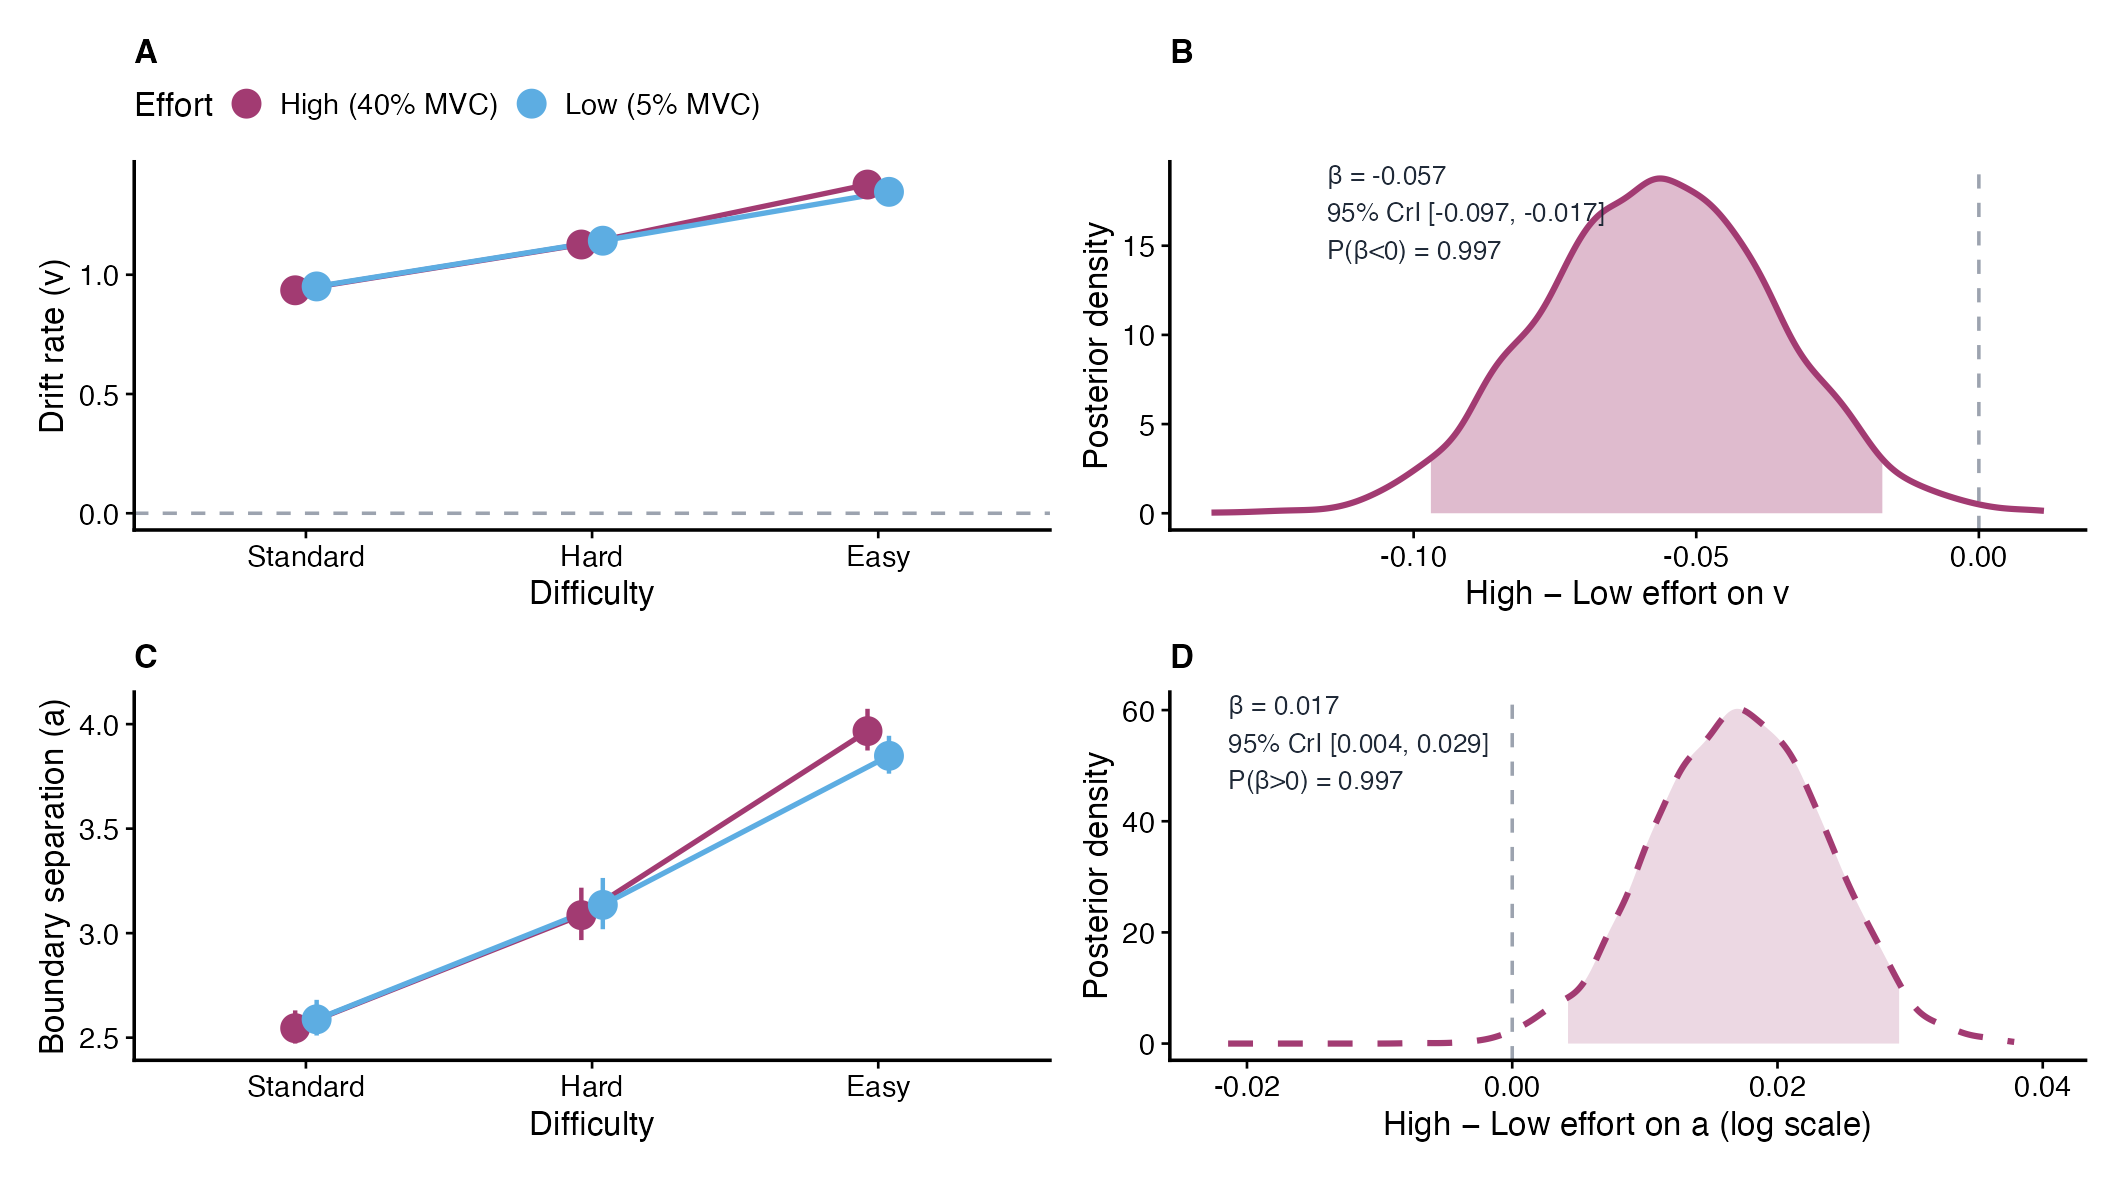 A
Effort High (40% MVC) Low (5% MVC)
Drift rate (v)
1.0
0.5
0.0
Standard Hard Easy
Difficulty
B
β = -0.057
95% CrI [-0.097, -0.017]
P(β<0) = 0.997
Posterior density
15
10
5
0
-0.10 -0.05 0.00
High – Low effort on v
C
Boundary separation (a)
4.0
3.5
3.0
2.5
Standard Hard Easy
Difficulty
D
β = 0.017
95% CrI [0.004, 0.029]
P(β>0) = 0.997
Posterior density
60
40
20
0
-0.02 0.00 0.02 0.04
High – Low effort on a (log scale)